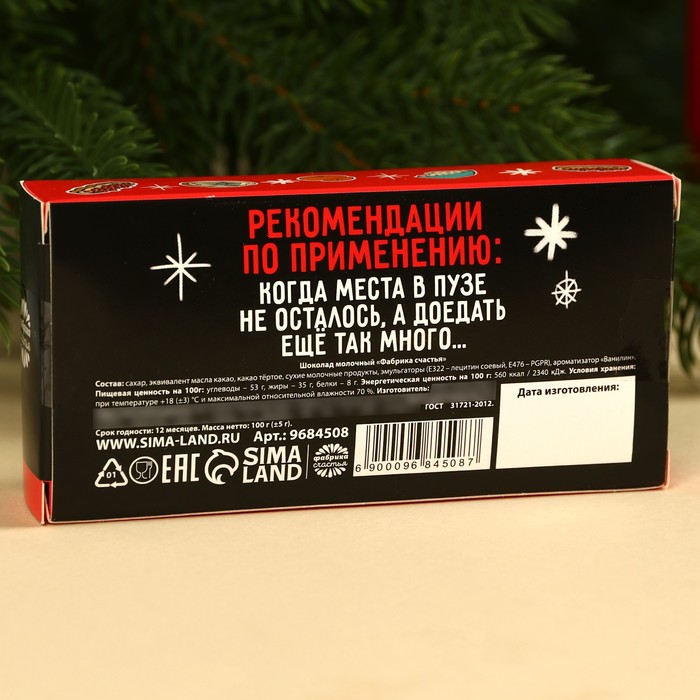 РЕКОМЕНДАЦИИ
ПО ПРИМЕНЕНИЮ:
КОГДА МЕСТА В ПУЗЕ
НЕ ОСТАЛОСЬ, А ДОЕДАТЬ
ЕЩЁ ТАК МНОГО...
Шоколад молочный «Фабрика счастья»
Состав: сахар, эквивалент масла какао, какао тёртое, сухие молочные продукты, эмульгаторы (Е322 – лецитин соевый, Е476 – PGPR), ароматизатор «Ванилин».
Пищевая ценность на 100г: углеводы – 53 г, жиры – 35 г, белки – 8 г. Энергетическая ценность на 100г: 560 ккал / 2340 кДж. Условия хранения:
при температуре +18 (±3) °С и максимальной относительной влажности 70 %. Изготовитель:
ГОСТ 31721-2012.
Срок годности: 12 месяцев. Масса нетто: 100 г (±5 г).
WWW.SIMA-LAND.RU Арт.: 9684508
Дата изготовления:
01
EAC
SIMA
LAND
фабрика
счастья
6 900096 845087